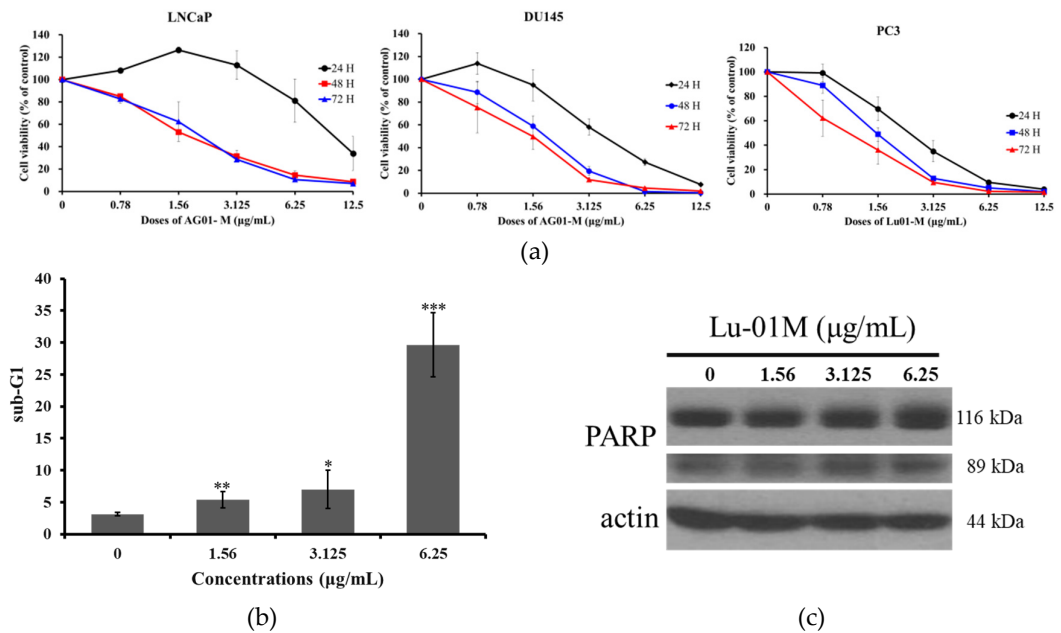 LNCaP
Cell viability (% of control)
140
120
100
80
60
40
20
0
24 H
48 H
72 H
0 0.78 1.56 3.125 6.25 12.5
Doses of AG01- M (µg/mL)
DU145
Cell viability (% of control)
140
120
100
80
60
40
20
0
24 H
48 H
72 H
0 0.78 1.56 3.125 6.25 12.5
Doses of AG01-M (µg/mL)
PC3
Cell viability (% of control)
120
100
80
60
40
20
0
24 H
48 H
72 H
0 0.78 1.56 3.125 6.25 12.5
Doses of Lu01-M (µg/mL)
(a)
sub-G1
40
35
30
25
20
15
10
5
0
**
*
***
0 1.56 3.125 6.25
Concentrations (µg/mL)
(b)
Lu-01M (µg/mL)
0 1.56 3.125 6.25
PARP
116 kDa
89 kDa
actin
44 kDa
(c)